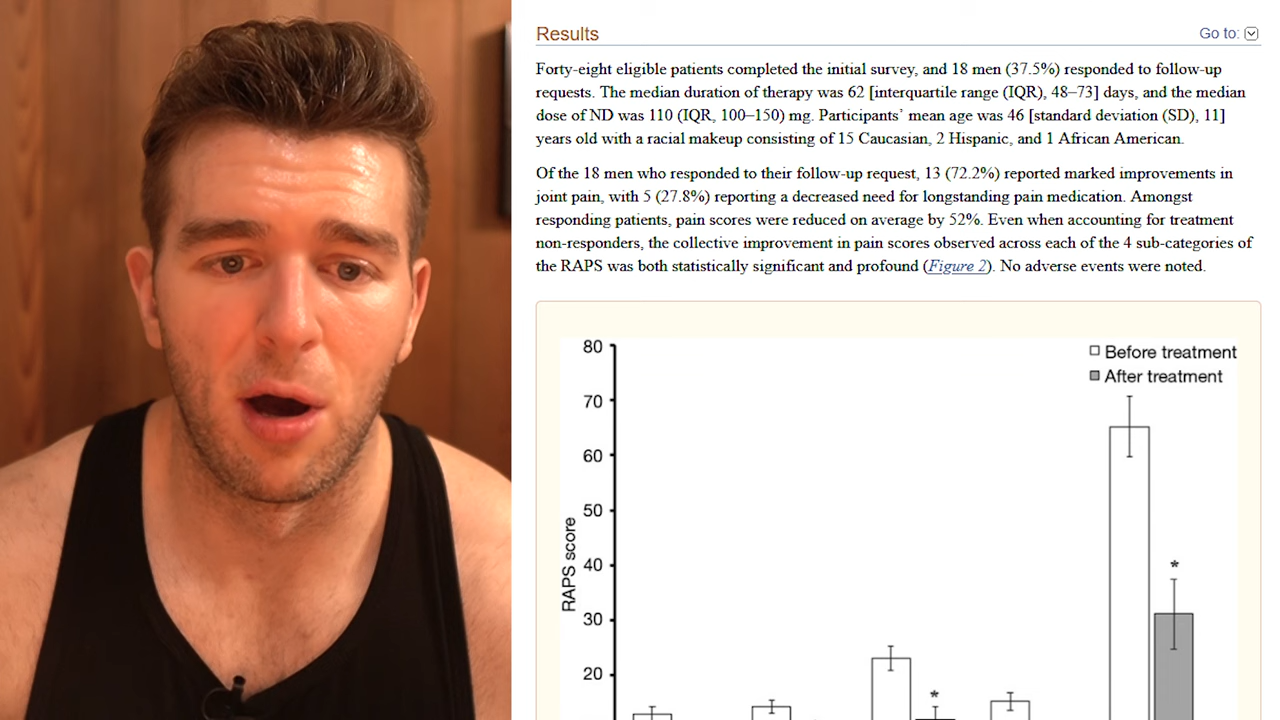 Results
Go to:
Forty-eight eligible patients completed the initial survey, and 18 men (37.5%) responded to follow-up
requests. The median duration of therapy was 62 [interquartile range (IQR), 48–73] days, and the median
dose of ND was 110 (IQR, 100–150) mg. Participants’ mean age was 46 [standard deviation (SD), 11]
years old with a racial makeup consisting of 15 Caucasian, 2 Hispanic, and 1 African American.
Of the 18 men who responded to their follow-up request, 13 (72.2%) reported marked improvements in
joint pain, with 5 (27.8%) reporting a decreased need for longstanding pain medication. Amongst
responding patients, pain scores were reduced on average by 52%. Even when accounting for treatment
non-responders, the collective improvement in pain scores observed across each of the 4 sub-categories of
the RAPS was both statistically significant and profound (Figure 2). No adverse events were noted.
Before treatment
After treatment
80
70
60
50
40
30
20
RAPS score
*
*